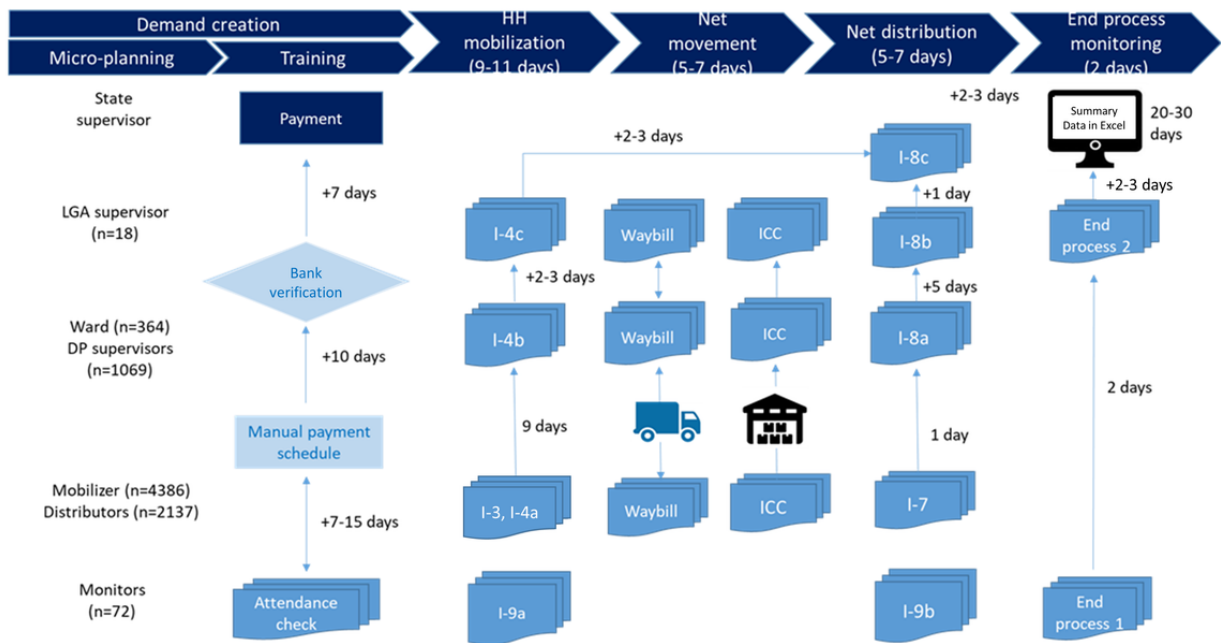 Demand creation
Micro-planning
Training
HH
mobilization
(9-11 days)
Net
movement
(5-7 days)
Net distribution
(5-7 days)
End process
monitoring
(2 days)
State
supervisor
Payment
+2-3 days
+2-3 days
I-8c
Summary
Data in Excel
20-30
days
+7 days
+1 day
+2-3 days
LGA supervisor
(n=18)
I-4c
Waybill
ICC
I-8b
End
process 2
Bank
verification
+2-3 days
+5 days
Ward (n=364)
DP supervisors
(n=1069)
+10 days
I-4b
Waybill
ICC
I-8a
2 days
Manual payment
schedule
9 days
1 day
Mobilizer (n=4386)
Distributors (n=2137)
+7-15 days
I-3, I-4a
Waybill
ICC
I-7
Monitors
(n=72)
Attendance
check
I-9a
I-9b
End
process 1